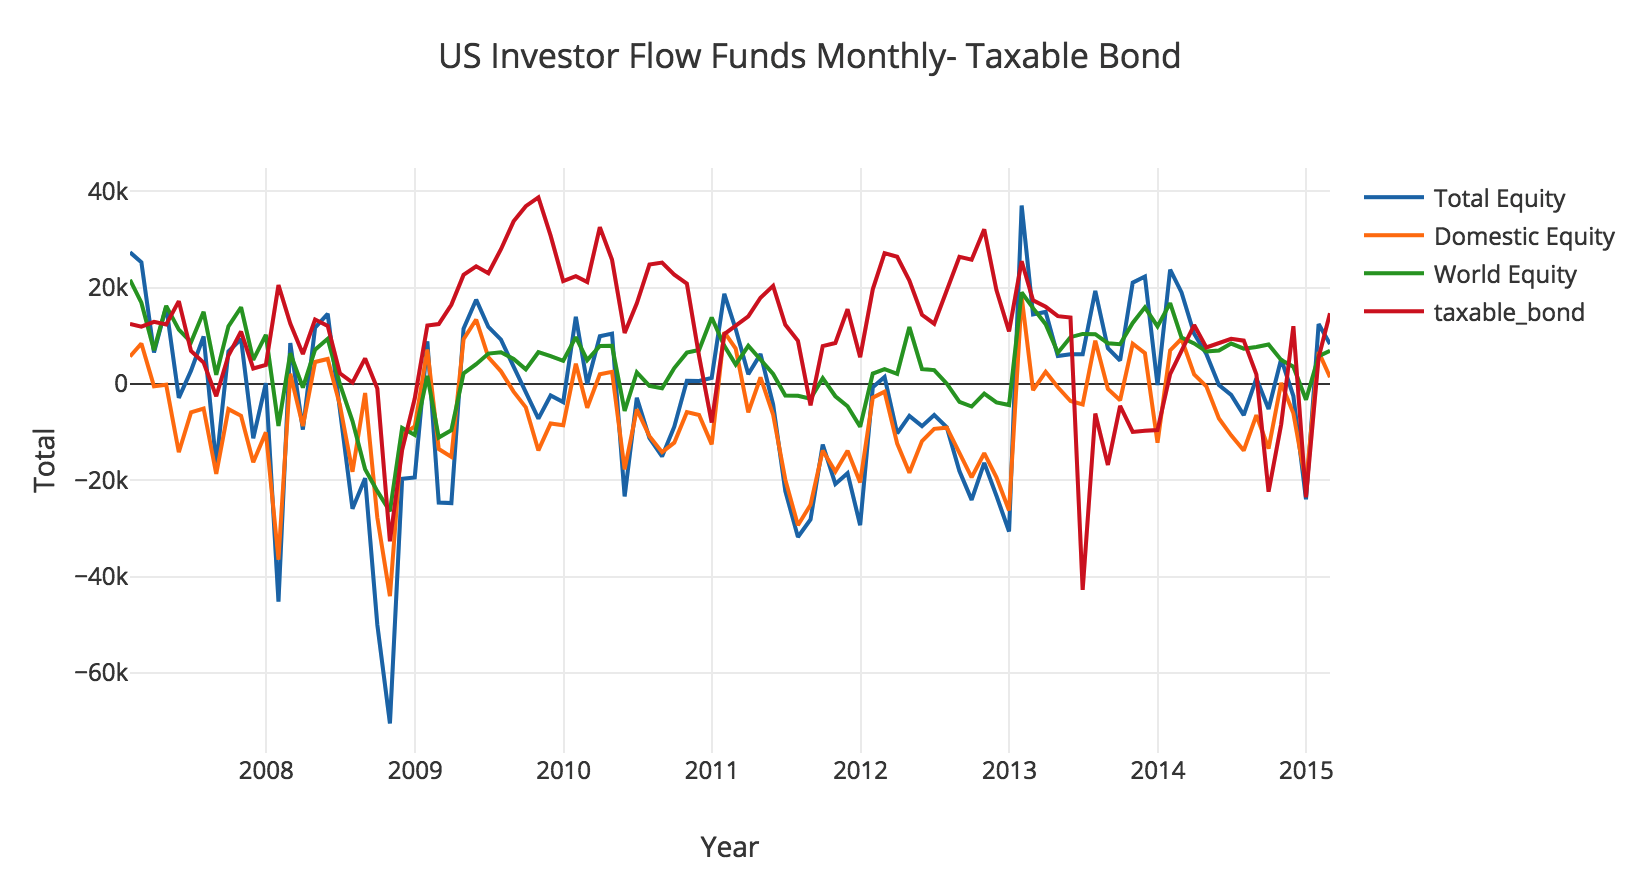 US Investor Flow Funds Monthly- Taxable Bond
40k
20k
0
−20k
−40k
−60k
Total
2008 2009 2010 2011 2012 2013 2014 2015
Year
Total Equity
Domestic Equity
World Equity
taxable_bond